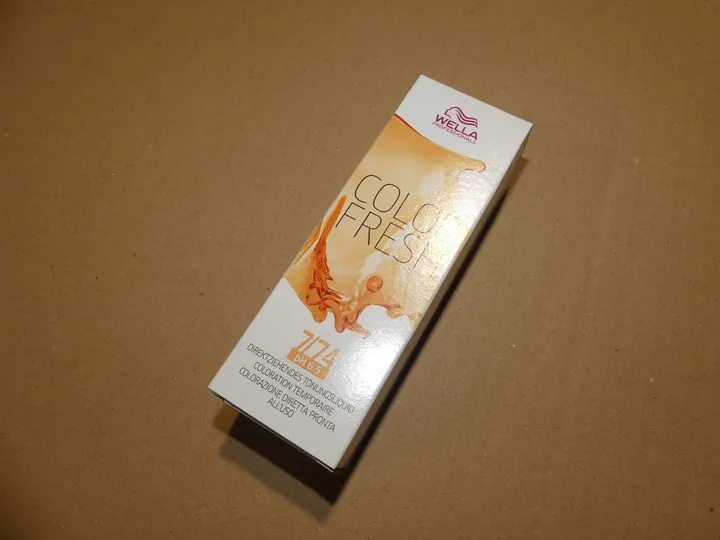 WELLA
PROFESSIONALS
COLOR
FRESH
7/74
pH 6.5
DIREKTZIEHENDES TÖNUNGSLIQUID
COLORATION TEMPORAIRE
COLORAZIONE DIRETTA PRONTA
ALL'USO